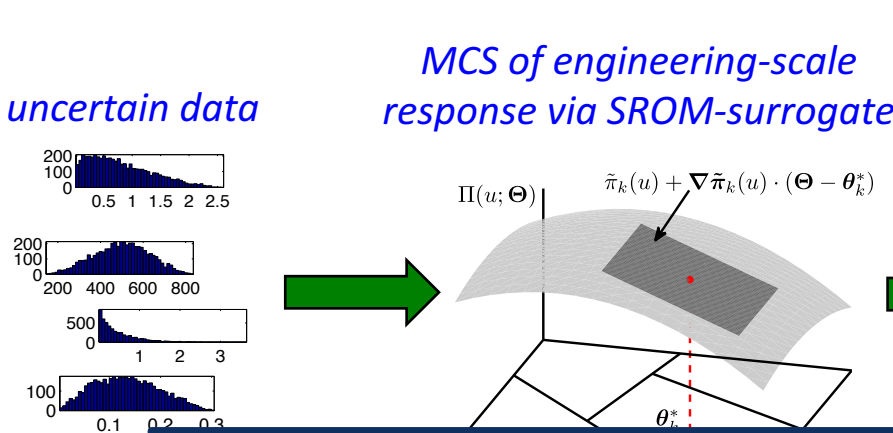 MCS of engineering-scale
uncertain data response via SROM-surrogate
200
100
0
0.5 1 1.5 2 2.5
200
100
0
200 400 600 800
500
0
1 2 3
100
0
0.1 0.2 0.3
Π(u; Θ)
π̃ₖ(u) + ∇π̃ₖ(u) · (Θ − θₖ*)
θₖ*